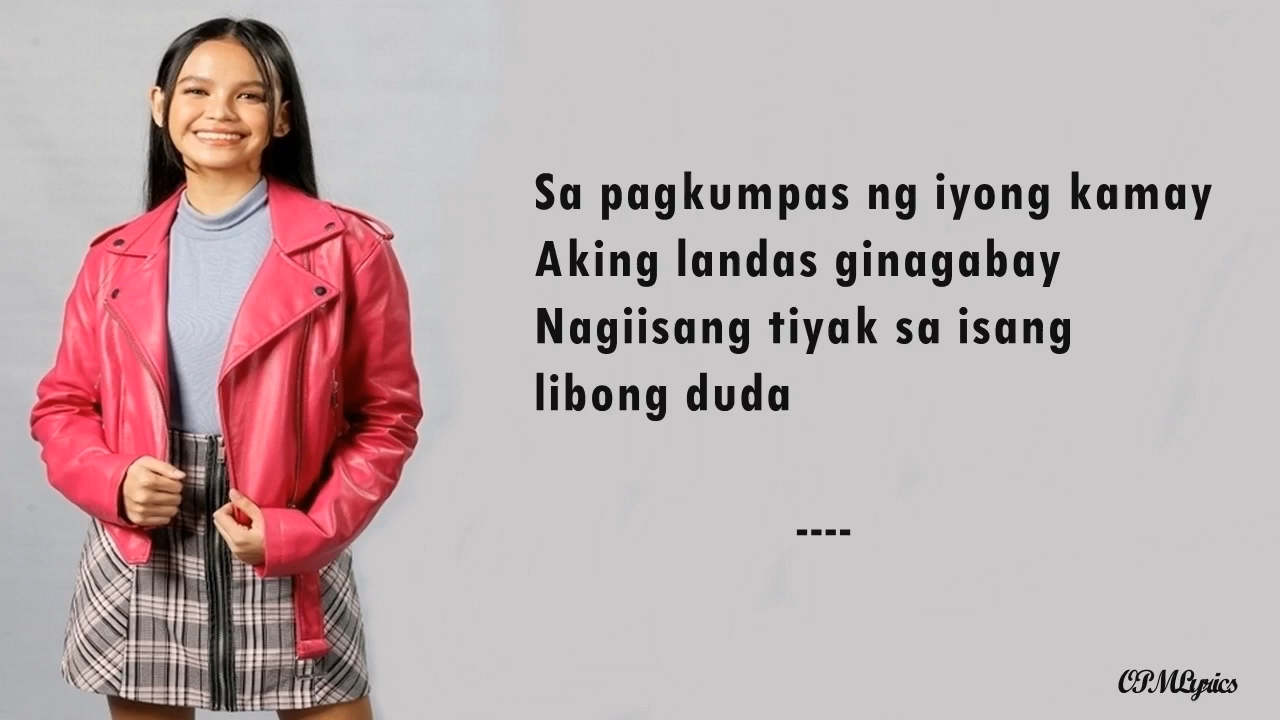 Sa pagkumpas ng iyong kamay
Aking landas ginagabay
Nagiisang tiyak sa isang
libong duda
----
OPMLyrics